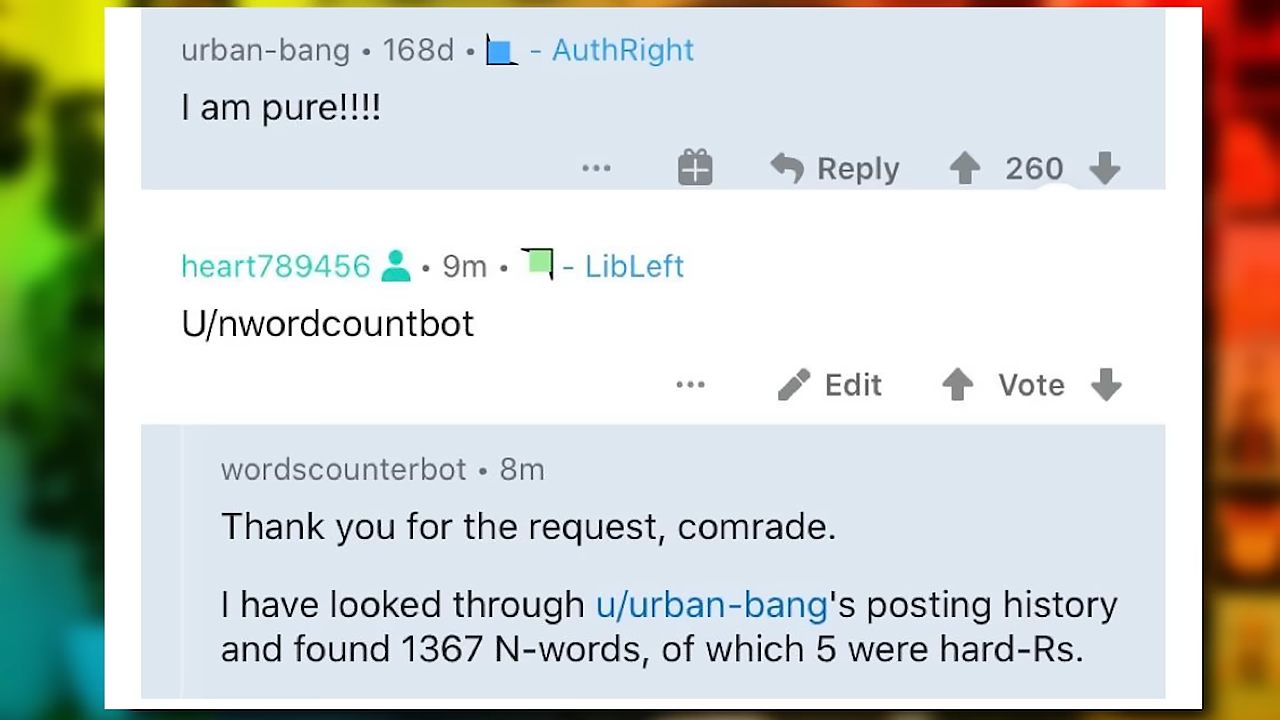 urban-bang • 168d • - AuthRight
I am pure!!!!
Reply 260
heart789456 • 9m • - LibLeft
U/nwordcountbot
Edit Vote
wordscounterbot • 8m
Thank you for the request, comrade.
I have looked through u/urban-bang's posting history
and found 1367 N-words, of which 5 were hard-Rs.